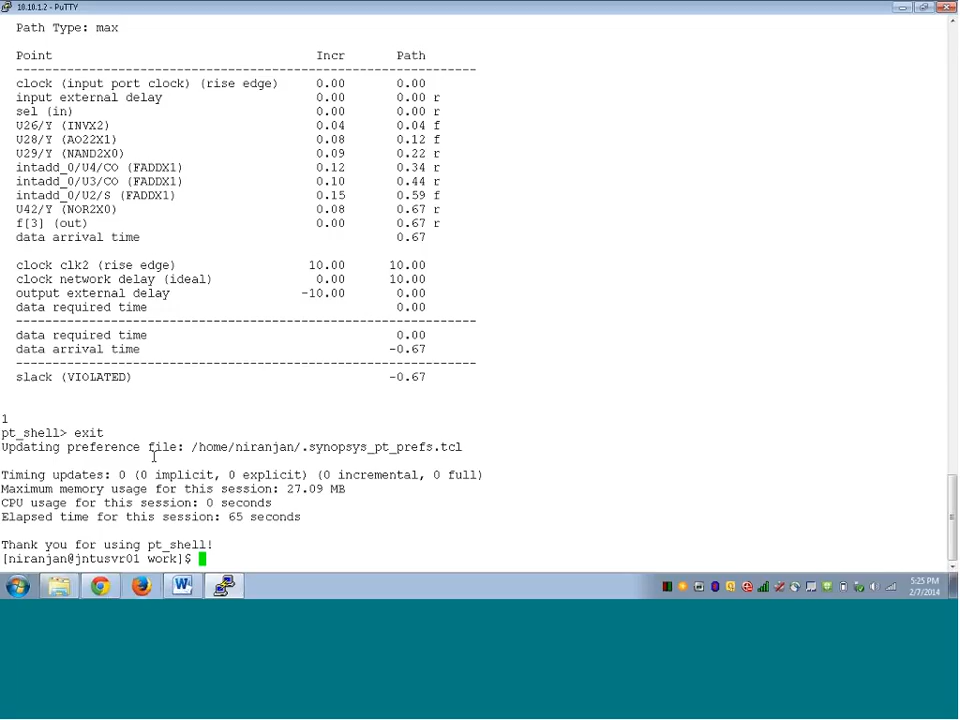 10.10.1.2 - PuTTY
Path Type: max
Point Incr Path
--------------------------------------------------------------
clock (input port clock) (rise edge) 0.00 0.00
input external delay 0.00 0.00 r
sel (in) 0.00 0.00 r
U26/Y (INVX2) 0.04 0.04 f
U28/Y (AO22X1) 0.08 0.12 f
U29/Y (NAND2X0) 0.09 0.22 r
intadd_0/U4/CO (FADDX1) 0.12 0.34 r
intadd_0/U3/CO (FADDX1) 0.10 0.44 r
intadd_0/U2/S (FADDX1) 0.15 0.59 f
U42/Y (NOR2X0) 0.08 0.67 r
f[3] (out) 0.00 0.67 r
data arrival time 0.67
clock clk2 (rise edge) 10.00 10.00
clock network delay (ideal) 0.00 10.00
output external delay -10.00 0.00
data required time 0.00
--------------------------------------------------------------
data required time 0.00
data arrival time -0.67
--------------------------------------------------------------
slack (VIOLATED) -0.67
1
pt_shell> exit
Updating preference file: /home/niranjan/.synopsys_pt_prefs.tcl
Timing updates: 0 (0 implicit, 0 explicit) (0 incremental, 0 full)
Maximum memory usage for this session: 27.09 MB
CPU usage for this session: 0 seconds
Elapsed time for this session: 65 seconds
Thank you for using pt_shell!
[niranjan@jntusvr01 work]$
5:25 PM
2/7/2014